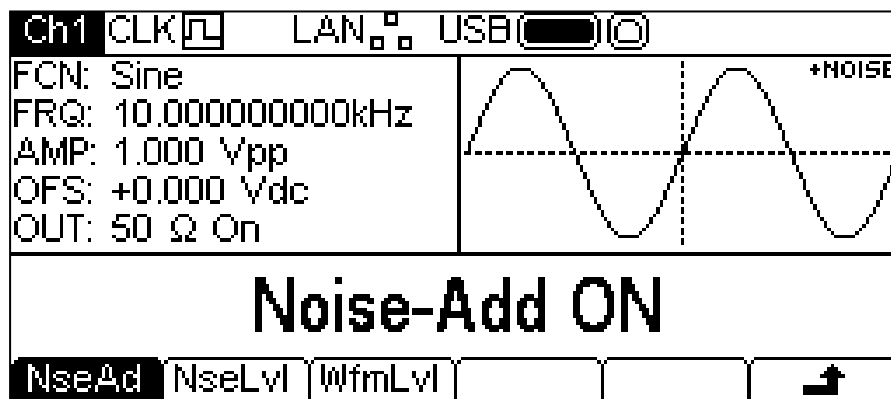 Ch1 CLK LAN USB
FCN: Sine
FRQ: 10.000000000kHz
AMP: 1.000 Vpp
OFS: +0.000 Vdc
OUT: 50 Ω On
+NOISE
Noise-Add ON
NseAd NseLvl WfmLvl